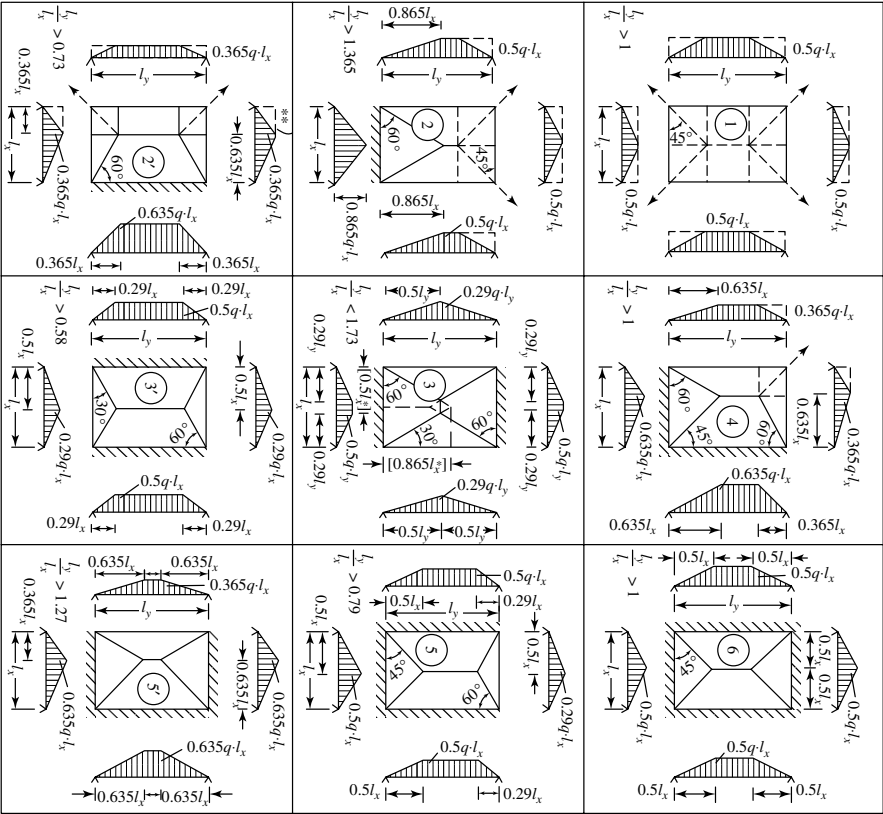 l_y/l_x > 0.73
0.365q·l_x
l_y
0.365l_x
l_x
0.365q·l_x
2'
60°
**)
0.635l_x
0.365q·l_x
0.635q·l_x
0.365l_x
0.365l_x
l_y/l_x > 1.365
0.865l_x
0.5q·l_x
l_y
l_x
0.865q·l_x
2
60°
45°
0.5q·l_x
0.865l_x
0.5q·l_x
l_y/l_x > 1
0.5q·l_x
l_y
l_x
0.5q·l_x
1
45°
0.5q·l_x
0.5q·l_x
l_y/l_x > 0.58
0.29l_x
0.29l_x
0.5q·l_x
l_y
0.5l_x
l_x
0.29q·l_x
3'
30°
60°
0.5l_x
0.29q·l_x
0.5q·l_x
0.29l_x
0.29l_x
l_y/l_x < 1.73
0.5l_y
0.29q·l_y
l_y
0.29l_y
0.29l_y
0.5q·l_y
[0.5l_x*]
3
60°
30°
60°
[0.865l_x*]
0.29l_y
0.29l_y
0.5q·l_y
0.29q·l_y
0.5l_y
0.5l_y
l_y/l_x > 1
0.635l_x
0.365q·l_x
l_y
l_x
0.635q·l_x
4
60°
45°
60°
0.635l_x
0.365q·l_x
0.635q·l_x
0.635l_x
0.365l_x
l_y/l_x > 1.27
0.635l_x
0.635l_x
0.365q·l_x
l_y
0.365l_x
l_x
0.635q·l_x
5'
0.635l_x
0.635q·l_x
0.635q·l_x
0.635l_x
0.635l_x
l_y/l_x > 0.79
0.5q·l_x
0.5l_x
0.29l_x
l_y
0.5l_x
l_x
0.5q·l_x
5
45°
60°
0.5l_x
0.29q·l_x
0.5q·l_x
0.5l_x
0.29l_x
l_y/l_x > 1
0.5l_x
0.5l_x
0.5q·l_x
l_y
l_x
0.5q·l_x
6
45°
0.5l_x
0.5l_x
0.5q·l_x
0.5q·l_x
0.5l_x
0.5l_x